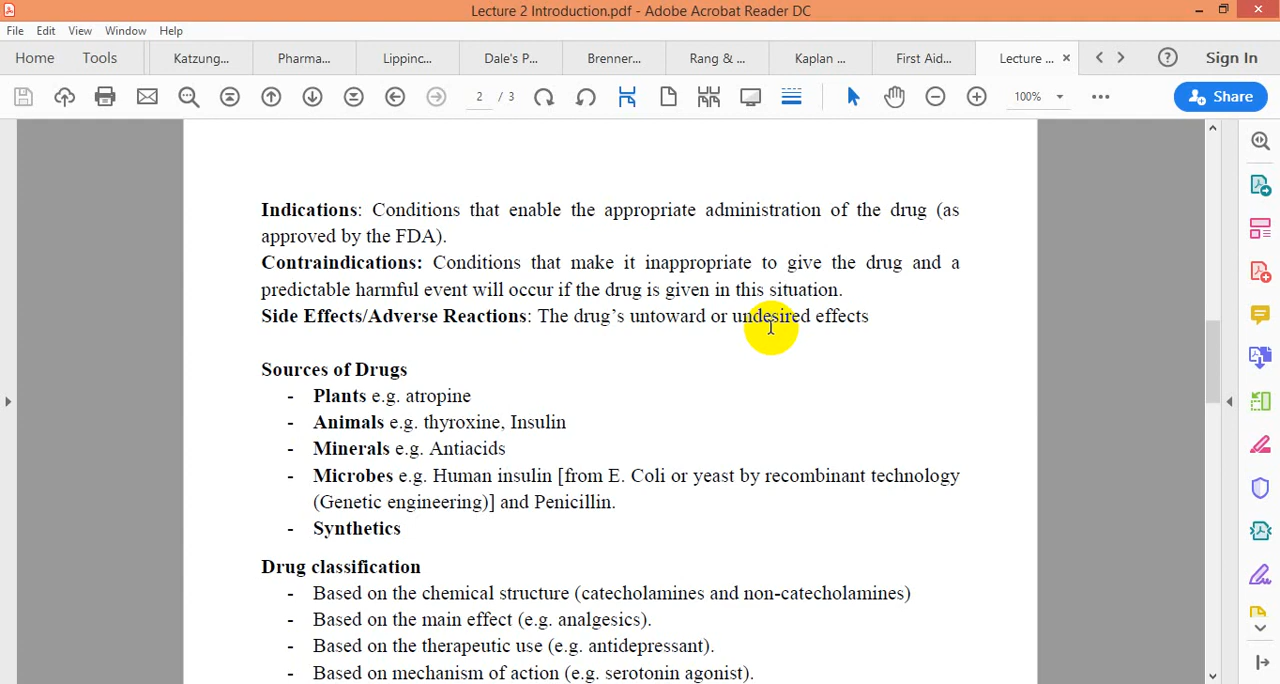 Lecture 2 Introduction.pdf - Adobe Acrobat Reader DC
File Edit View Window Help
Home Tools Katzung... Pharma... Lippinc... Dale's P... Brenner... Rang & ... Kaplan ... First Aid... Lecture ... × Sign In
2 / 3 100% Share
Indications: Conditions that enable the appropriate administration of the drug (as
approved by the FDA).
Contraindications: Conditions that make it inappropriate to give the drug and a
predictable harmful event will occur if the drug is given in this situation.
Side Effects/Adverse Reactions: The drug's untoward or undesired effects
Sources of Drugs
- Plants e.g. atropine
- Animals e.g. thyroxine, Insulin
- Minerals e.g. Antiacids
- Microbes e.g. Human insulin [from E. Coli or yeast by recombinant technology
(Genetic engineering)] and Penicillin.
- Synthetics
Drug classification
- Based on the chemical structure (catecholamines and non-catecholamines)
- Based on the main effect (e.g. analgesics).
- Based on the therapeutic use (e.g. antidepressant).
- Based on mechanism of action (e.g. serotonin agonist).